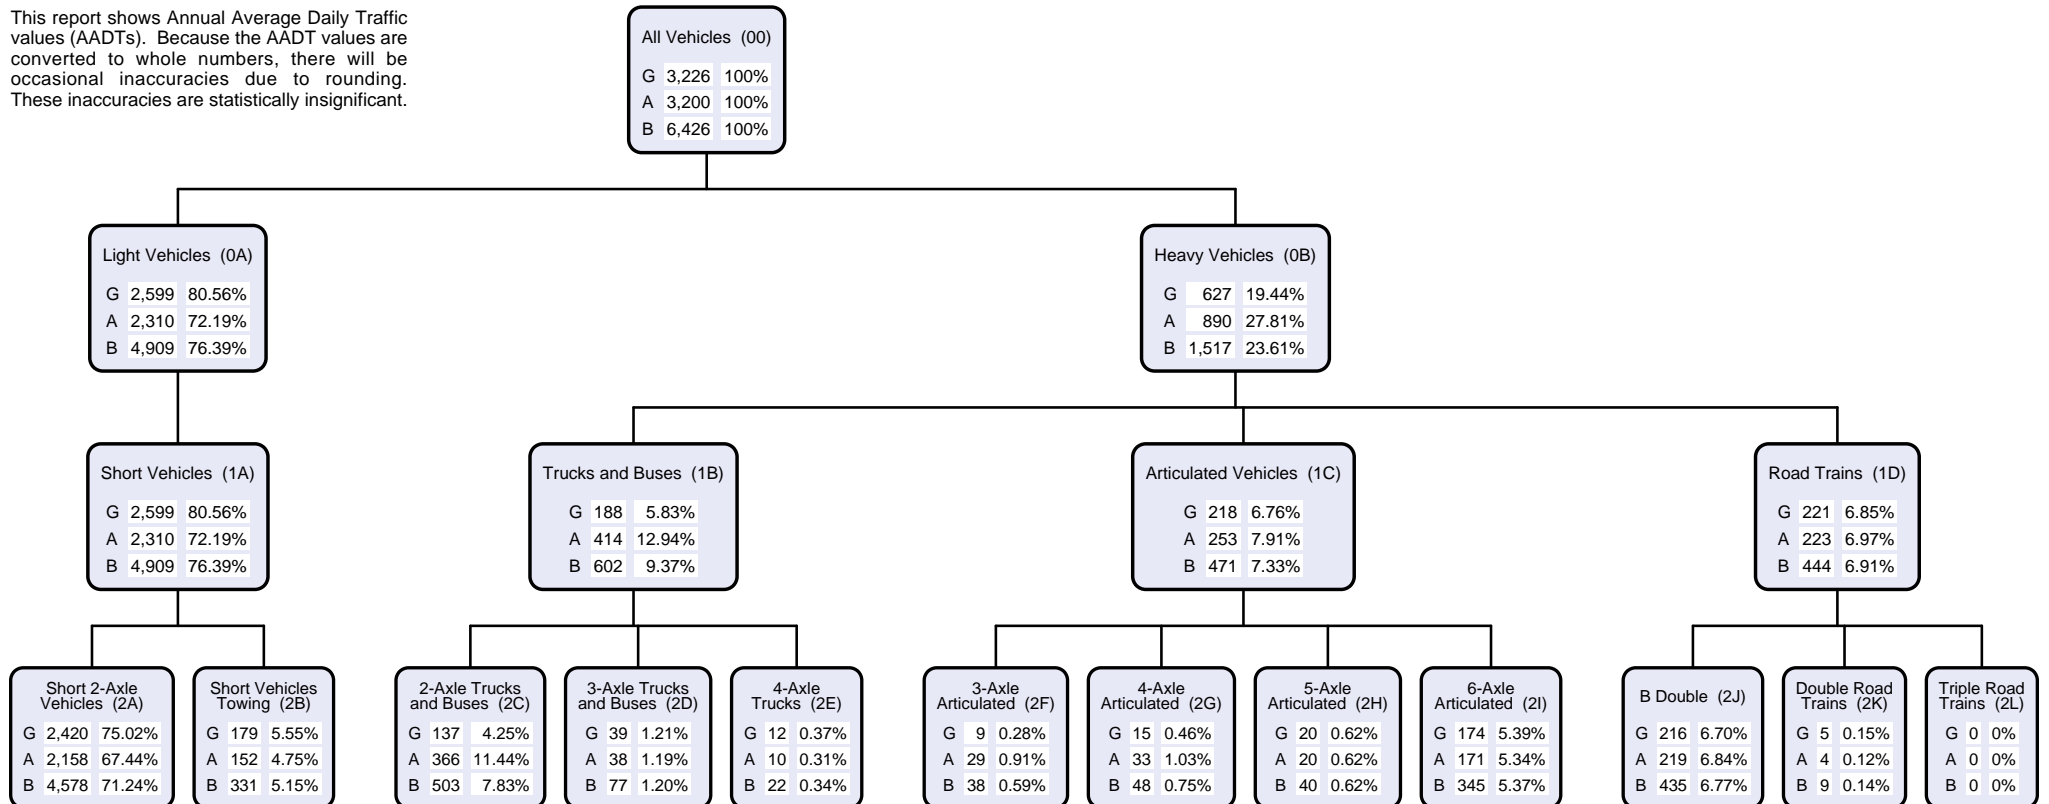 This report shows Annual Average Daily Traffic
values (AADTs). Because the AADT values are
converted to whole numbers, there will be
occasional inaccuracies due to rounding.
These inaccuracies are statistically insignificant.
All Vehicles (00)
G 3,226 100%
A 3,200 100%
B 6,426 100%
Light Vehicles (0A)
G 2,599 80.56%
A 2,310 72.19%
B 4,909 76.39%
Heavy Vehicles (0B)
G 627 19.44%
A 890 27.81%
B 1,517 23.61%
Short Vehicles (1A)
G 2,599 80.56%
A 2,310 72.19%
B 4,909 76.39%
Trucks and Buses (1B)
G 188 5.83%
A 414 12.94%
B 602 9.37%
Articulated Vehicles (1C)
G 218 6.76%
A 253 7.91%
B 471 7.33%
Road Trains (1D)
G 221 6.85%
A 223 6.97%
B 444 6.91%
Short 2-Axle
Vehicles (2A)
G 2,420 75.02%
A 2,158 67.44%
B 4,578 71.24%
Short Vehicles
Towing (2B)
G 179 5.55%
A 152 4.75%
B 331 5.15%
2-Axle Trucks
and Buses (2C)
G 137 4.25%
A 366 11.44%
B 503 7.83%
3-Axle Trucks
and Buses (2D)
G 39 1.21%
A 38 1.19%
B 77 1.20%
4-Axle
Trucks (2E)
G 12 0.37%
A 10 0.31%
B 22 0.34%
3-Axle
Articulated (2F)
G 9 0.28%
A 29 0.91%
B 38 0.59%
4-Axle
Articulated (2G)
G 15 0.46%
A 33 1.03%
B 48 0.75%
5-Axle
Articulated (2H)
G 20 0.62%
A 20 0.62%
B 40 0.62%
6-Axle
Articulated (2I)
G 174 5.39%
A 171 5.34%
B 345 5.37%
B Double (2J)
G 216 6.70%
A 219 6.84%
B 435 6.77%
Double Road
Trains (2K)
G 5 0.15%
A 4 0.12%
B 9 0.14%
Triple Road
Trains (2L)
G 0 0%
A 0 0%
B 0 0%